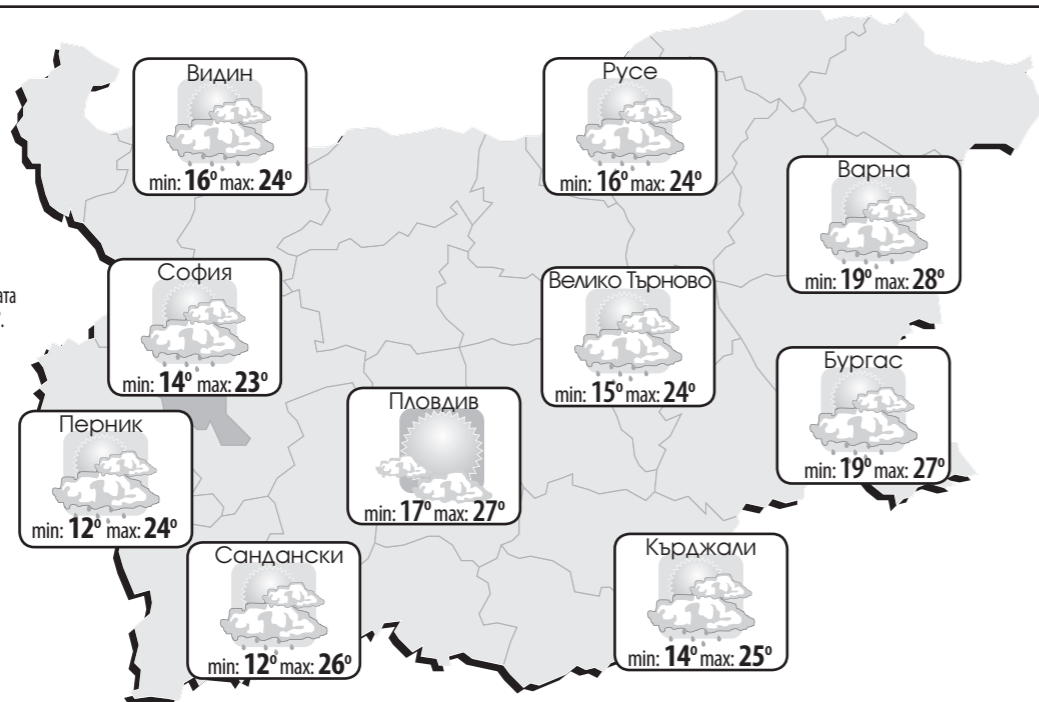 Видин
min: 16° max: 24°
Русе
min: 16° max: 24°
Варна
min: 19° max: 28°
София
min: 14° max: 23°
Велико Търново
min: 15° max: 24°
Бургас
min: 19° max: 27°
Пловдив
min: 17° max: 27°
Перник
min: 12° max: 24°
Сандански
min: 12° max: 26°
Кърджали
min: 14° max: 25°